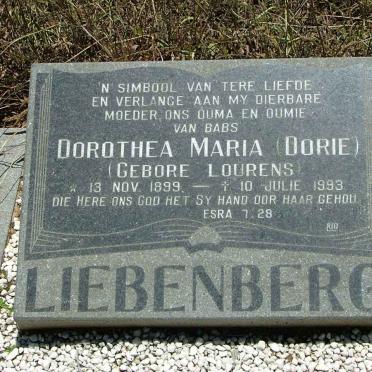 'N SIMBOOL VAN TERE LIEFDE
EN VERLANGE AAN MY DIERBARE
MOEDER, ONS OUMA EN OUMIE
VAN BABS
DOROTHEA MARIA (DORIE)
(GEBORE LOURENS)
* 13 NOV. 1899. — † 10 JULIE 1993
DIE HERE ONS GOD HET SY HAND OOR HAAR GEHOU
ESRA 7:28
LIEBENBERG